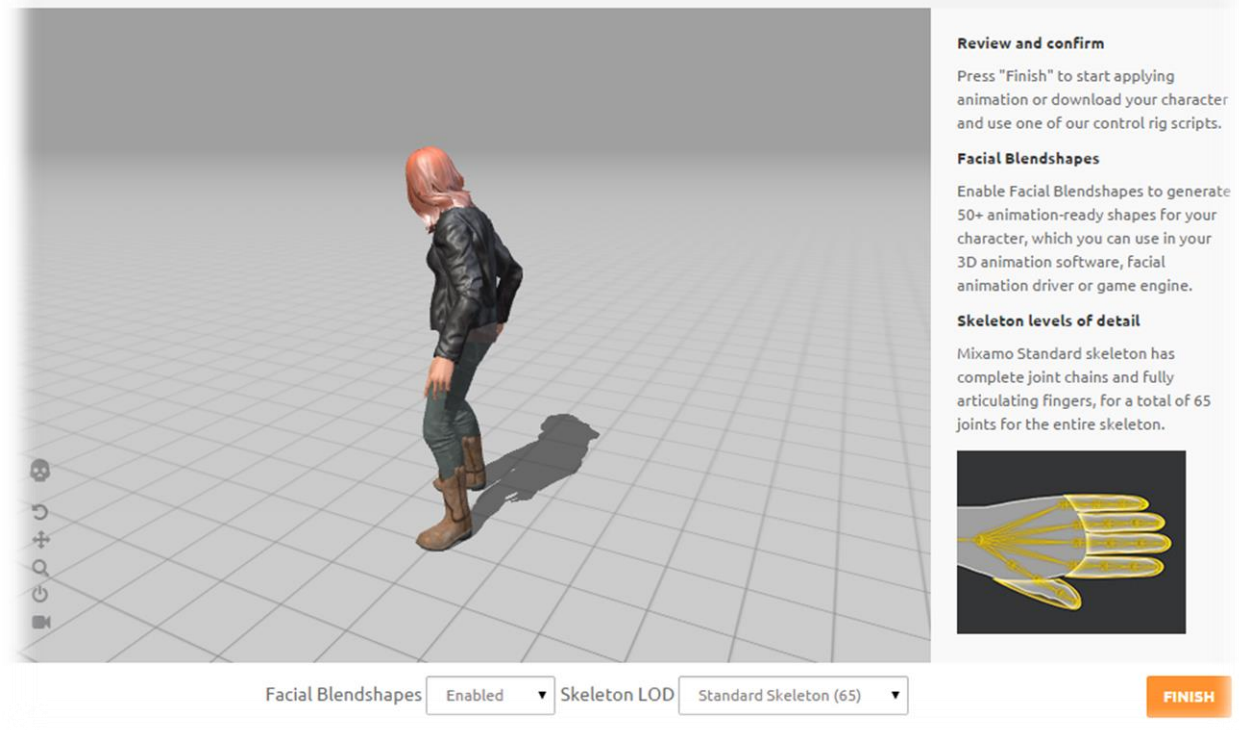 Review and confirm
Press "Finish" to start applying
animation or download your character
and use one of our control rig scripts.
Facial Blendshapes
Enable Facial Blendshapes to generate
50+ animation-ready shapes for your
character, which you can use in your
3D animation software, facial
animation driver or game engine.
Skeleton levels of detail
Mixamo Standard skeleton has
complete joint chains and fully
articulating fingers, for a total of 65
joints for the entire skeleton.
Facial Blendshapes Enabled Skeleton LOD Standard Skeleton (65) FINISH